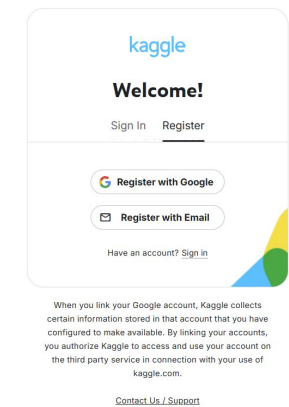 kaggle
Welcome!
Sign In Register
Register with Google
Register with Email
Have an account? Sign in
When you link your Google account, Kaggle collects
certain information stored in that account that you have
configured to make available. By linking your accounts,
you authorize Kaggle to access and use your account on
the third party service in connection with your use of
kaggle.com.
Contact Us / Support